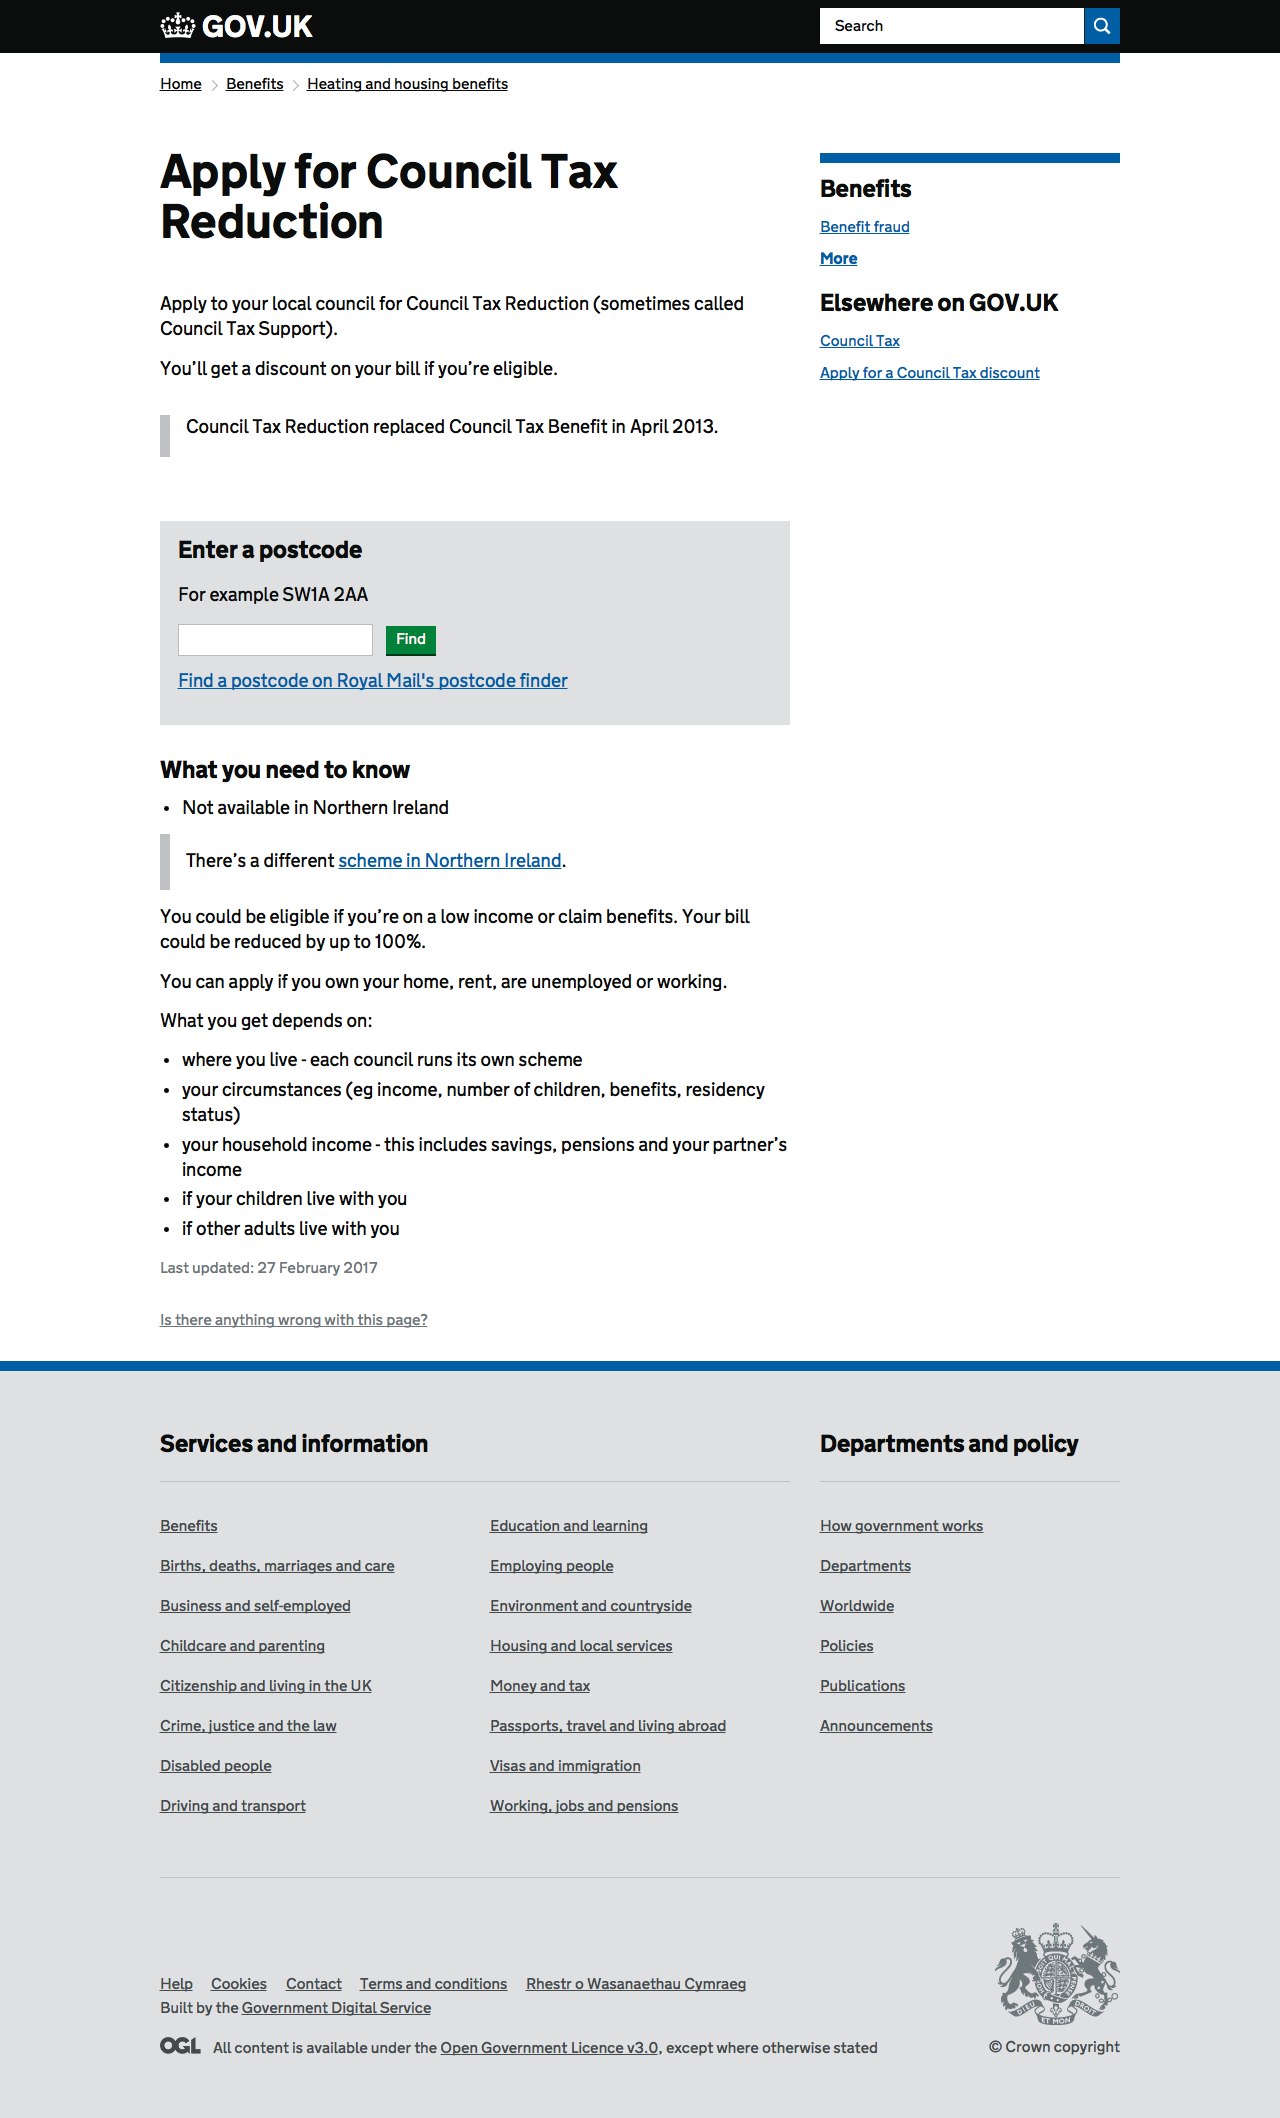 GOV.UK
Search
Home
Benefits
Heating and housing benefits
Apply for Council Tax
Reduction
Apply to your local council for Council Tax Reduction (sometimes called
Council Tax Support).
You’ll get a discount on your bill if you’re eligible.
Council Tax Reduction replaced Council Tax Benefit in April 2013.
Enter a postcode
For example SW1A 2AA
Find
Find a postcode on Royal Mail's postcode finder
What you need to know
• Not available in Northern Ireland
There’s a different scheme in Northern Ireland.
You could be eligible if you’re on a low income or claim benefits. Your bill
could be reduced by up to 100%.
You can apply if you own your home, rent, are unemployed or working.
What you get depends on:
• where you live - each council runs its own scheme
• your circumstances (eg income, number of children, benefits, residency
status)
• your household income - this includes savings, pensions and your partner’s
income
• if your children live with you
• if other adults live with you
Last updated: 27 February 2017
Is there anything wrong with this page?
Benefits
Benefit fraud
More
Elsewhere on GOV.UK
Council Tax
Apply for a Council Tax discount
Services and information
Benefits
Births, deaths, marriages and care
Business and self-employed
Childcare and parenting
Citizenship and living in the UK
Crime, justice and the law
Disabled people
Driving and transport
Education and learning
Employing people
Environment and countryside
Housing and local services
Money and tax
Passports, travel and living abroad
Visas and immigration
Working, jobs and pensions
Departments and policy
How government works
Departments
Worldwide
Policies
Publications
Announcements
Help
Cookies
Contact
Terms and conditions
Rhestr o Wasanaethau Cymraeg
Built by the Government Digital Service
OGL
All content is available under the Open Government Licence v3.0, except where otherwise stated
DIEU ET MON DROIT
© Crown copyright